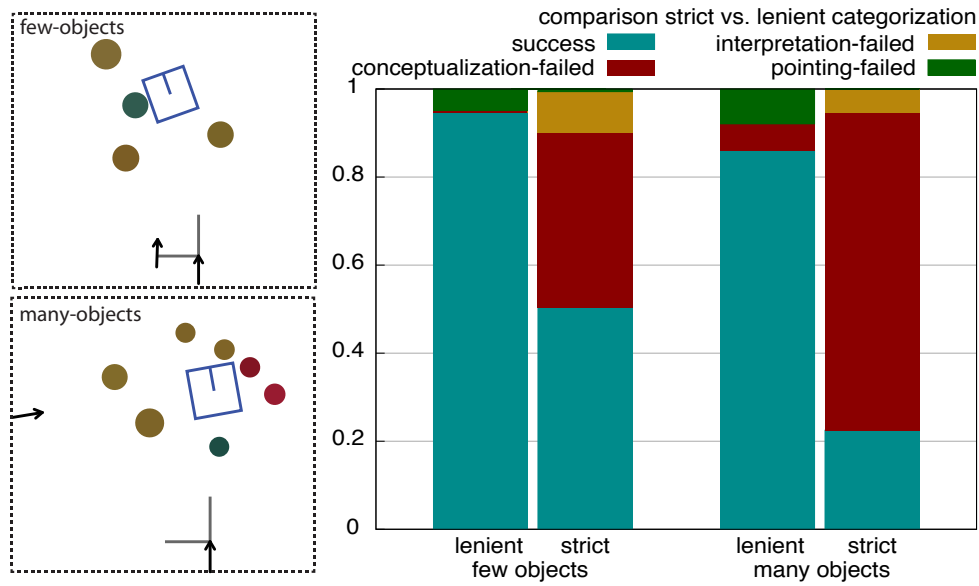 few-objects
many-objects
comparison strict vs. lenient categorization
success
interpretation-failed
conceptualization-failed
pointing-failed
1
0.8
0.6
0.4
0.2
0
lenient
strict
lenient
strict
few objects
many objects